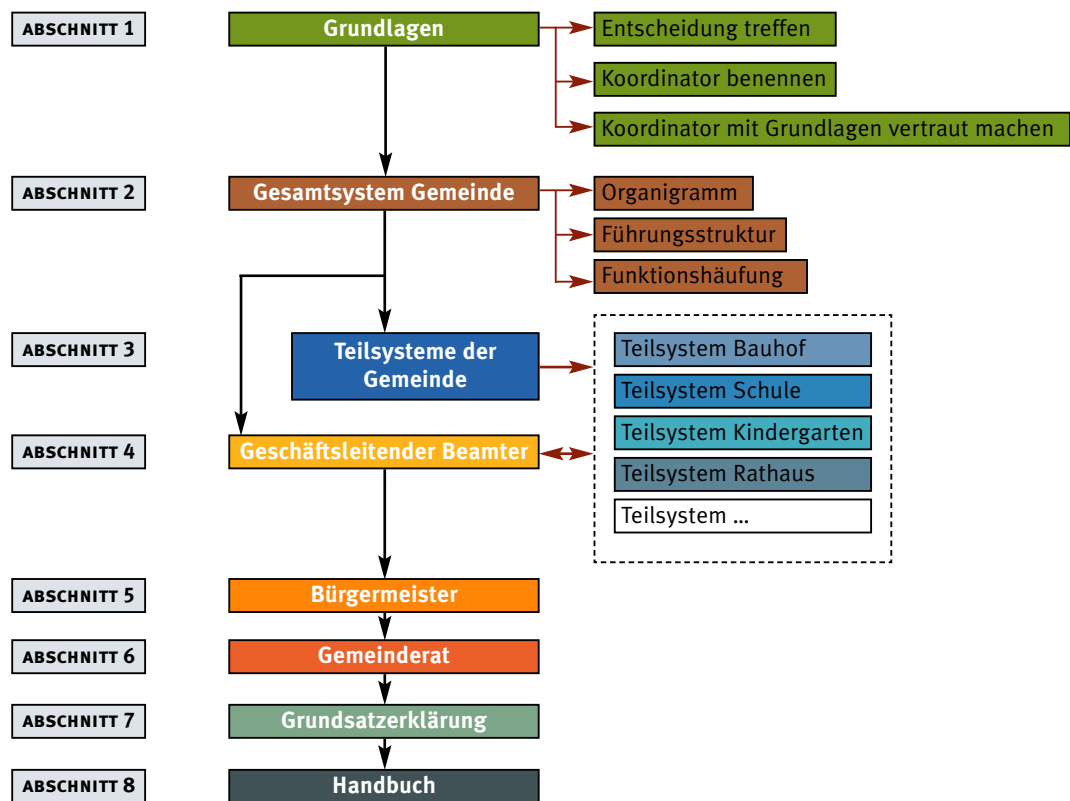 ABSCHNITT 1
Grundlagen
Entscheidung treffen
Koordinator benennen
Koordinator mit Grundlagen vertraut machen
ABSCHNITT 2
Gesamtsystem Gemeinde
Organigramm
Führungsstruktur
Funktionshäufung
ABSCHNITT 3
Teilsysteme der
Gemeinde
Teilsystem Bauhof
Teilsystem Schule
Teilsystem Kindergarten
Teilsystem Rathaus
Teilsystem ...
ABSCHNITT 4
Geschäftsleitender Beamter
ABSCHNITT 5
Bürgermeister
ABSCHNITT 6
Gemeinderat
ABSCHNITT 7
Grundsatzerklärung
ABSCHNITT 8
Handbuch